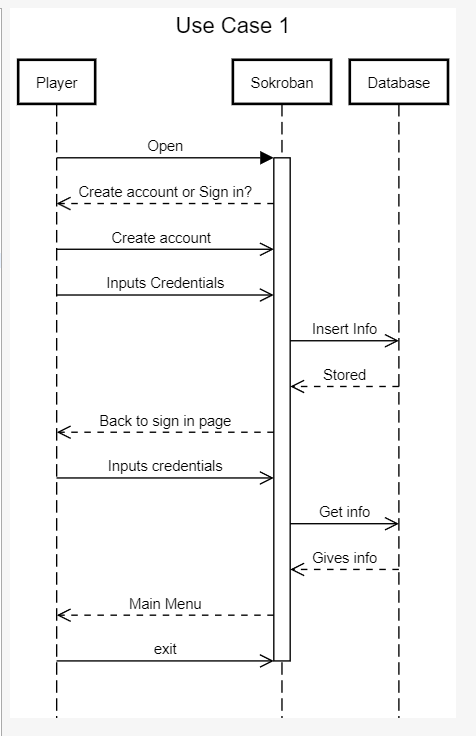 Use Case 1
Player
Sokroban
Database
Open
Create account or Sign in?
Create account
Inputs Credentials
Insert Info
Stored
Back to sign in page
Inputs credentials
Get info
Gives info
Main Menu
exit